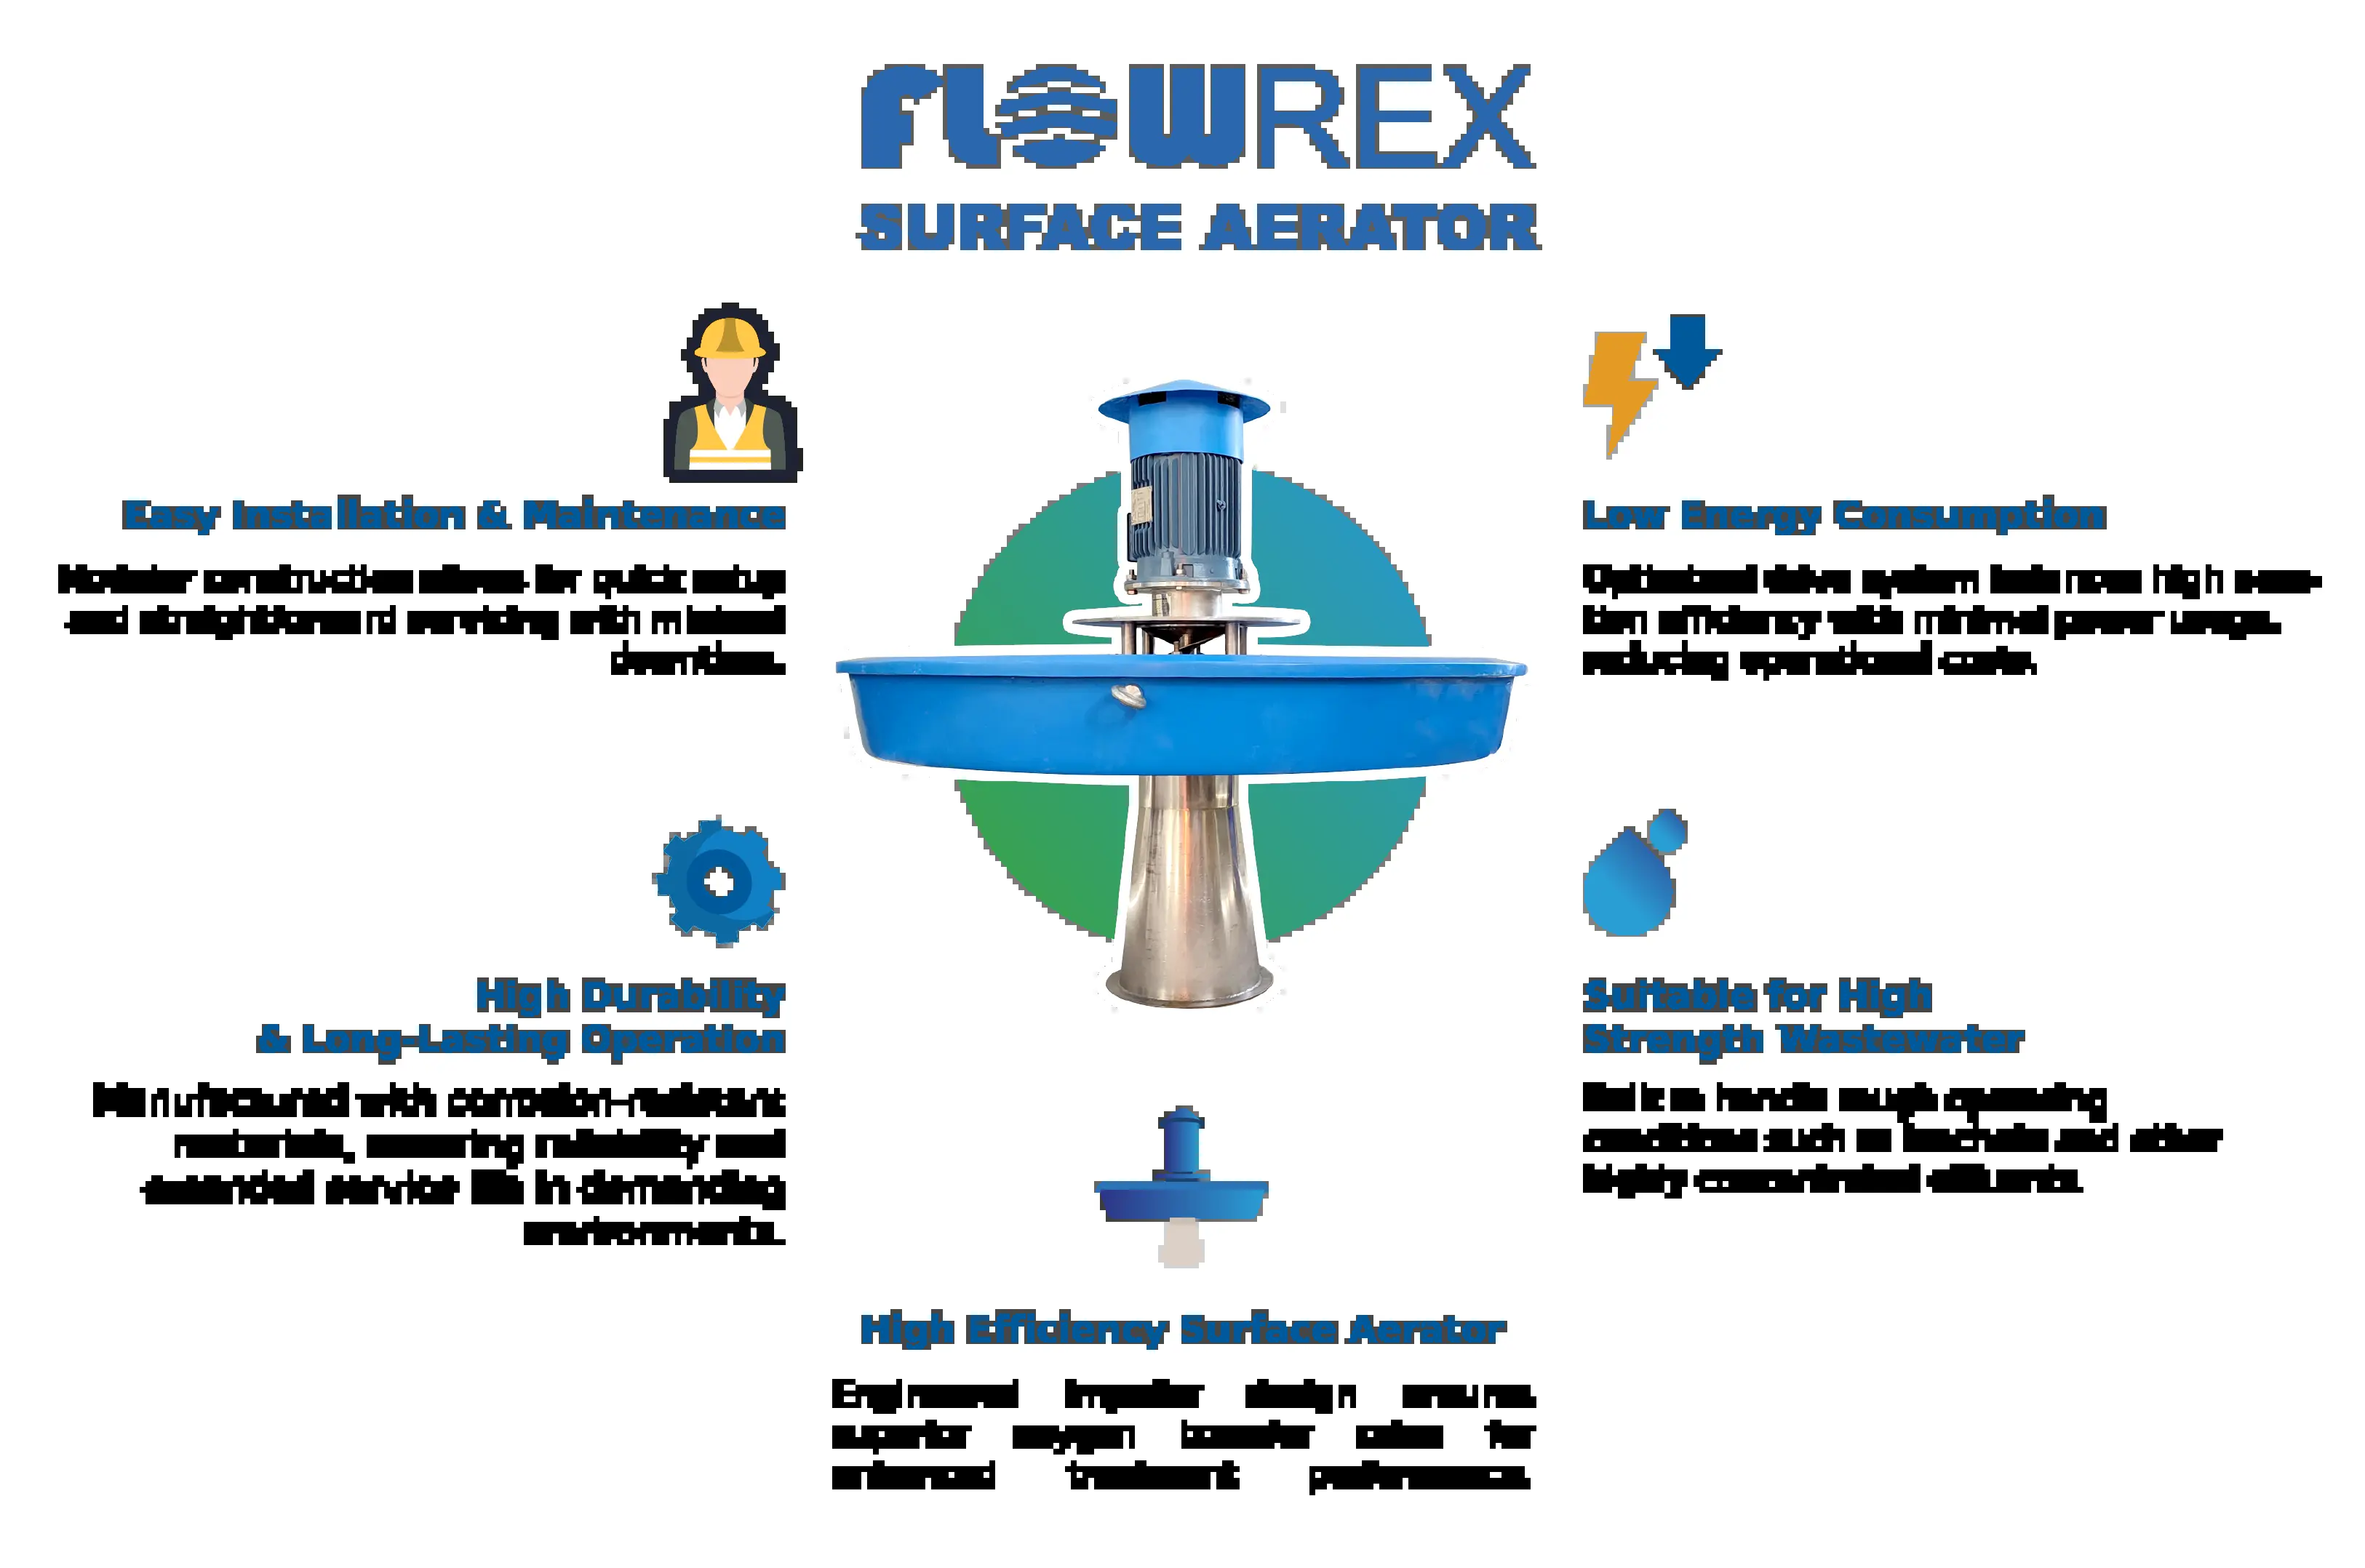 FLOWREX
SURFACE AERATOR
Easy Installation & Maintenance
Modular construction allows for quick setup
and straightforward servicing with minimal
downtime.
Low Energy Consumption
Optimized drive system balances high aera-
tion efficiency with minimal power usage,
reducing operational costs.
High Durability
& Long-Lasting Operation
Manufactured with corrosion-resistant
materials, ensuring reliability and
extended service life in demanding
environments.
Suitable for High
Strength Wastewater
Built to handle tough operating
conditions such as leachate and other
highly concentrated effluents.
High Efficiency Surface Aerator
Engineered impeller design ensures
superior oxygen transfer rates for
enhanced treatment performance.